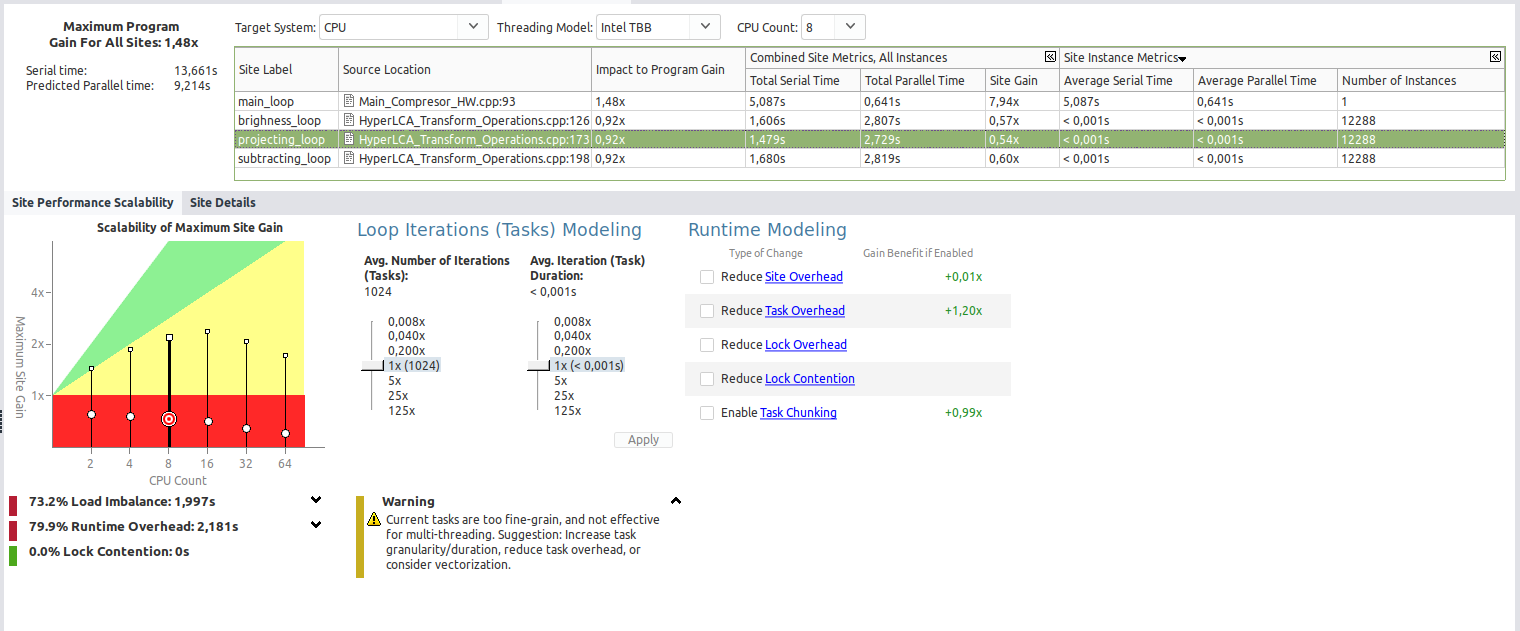 Maximum Program
Gain For All Sites: 1,48x
Serial time: 13,661s
Predicted Parallel time: 9,214s
Target System: CPU Threading Model: Intel TBB CPU Count: 8
Site Label Source Location Impact to Program Gain Combined Site Metrics, All Instances Site Instance Metrics
Total Serial Time Total Parallel Time Site Gain Average Serial Time Average Parallel Time Number of Instances
main_loop Main_Compresor_HW.cpp:93 1,48x 5,087s 0,641s 7,94x 5,087s 0,641s 1
brighness_loop HyperLCA_Transform_Operations.cpp:126 0,92x 1,606s 2,807s 0,57x < 0,001s < 0,001s 12288
projecting_loop HyperLCA_Transform_Operations.cpp:173 0,92x 1,479s 2,729s 0,54x < 0,001s < 0,001s 12288
subtracting_loop HyperLCA_Transform_Operations.cpp:198 0,92x 1,680s 2,819s 0,60x < 0,001s < 0,001s 12288
Site Performance Scalability Site Details
Scalability of Maximum Site Gain
Maximum Site Gain
4x
2x
1x
2 4 8 16 32 64
CPU Count
73.2% Load Imbalance: 1,997s
79.9% Runtime Overhead: 2,181s
0.0% Lock Contention: 0s
Loop Iterations (Tasks) Modeling
Avg. Number of Iterations
(Tasks):
1024
0,008x
0,040x
0,200x
1x (1024)
5x
25x
125x
Avg. Iteration (Task)
Duration:
< 0,001s
0,008x
0,040x
0,200x
1x (< 0,001s)
5x
25x
125x
Apply
Warning
Current tasks are too fine-grain, and not effective
for multi-threading. Suggestion: Increase task
granularity/duration, reduce task overhead, or
consider vectorization.
Runtime Modeling
Type of Change Gain Benefit if Enabled
Reduce Site Overhead +0,01x
Reduce Task Overhead +1,20x
Reduce Lock Overhead
Reduce Lock Contention
Enable Task Chunking +0,99x